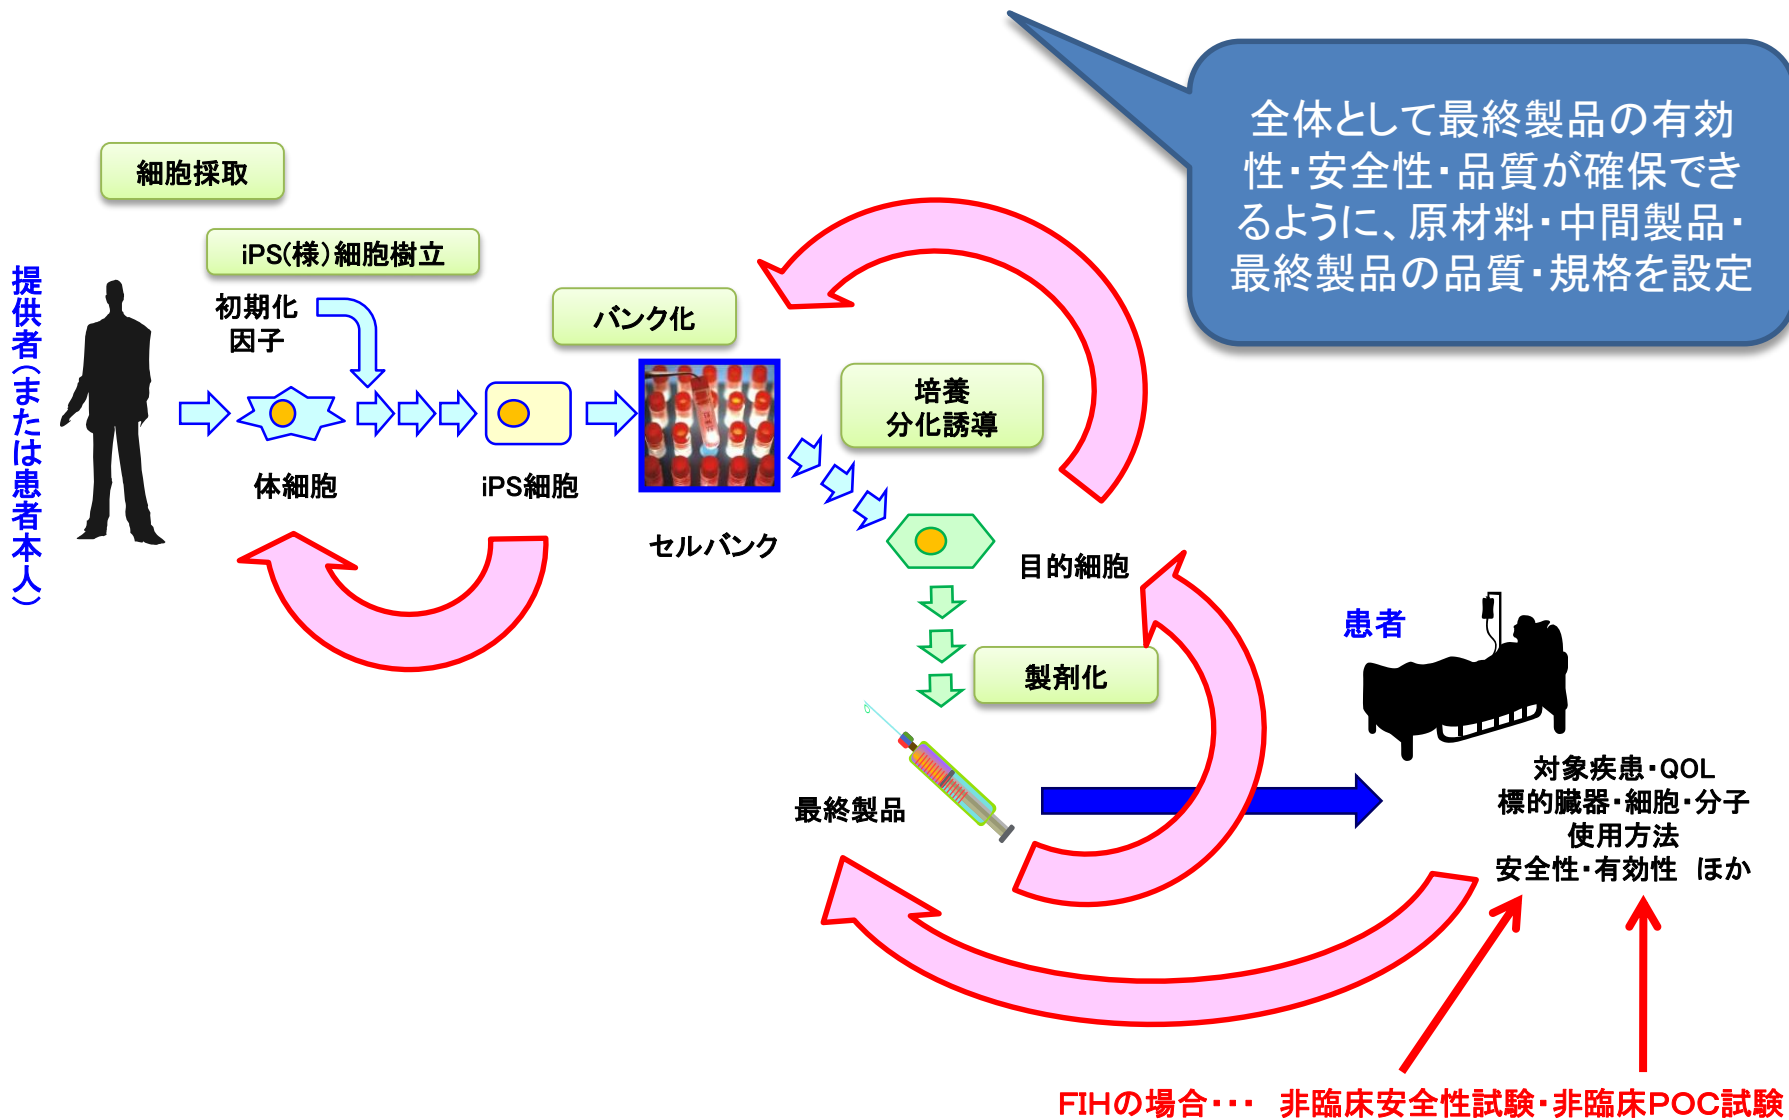 全体として最終製品の有効
性・安全性・品質が確保でき
るように、原材料・中間製品・
最終製品の品質・規格を設定
細胞採取
iPS(様)細胞樹立
提供者(または患者本人)
初期化
因子
バンク化
培養
分化誘導
体細胞
iPS細胞
セルバンク
目的細胞
患者
製剤化
最終製品
対象疾患・QOL
標的臓器・細胞・分子
使用方法
安全性・有効性 ほか
FIHの場合・・・ 非臨床安全性試験・非臨床POC試験